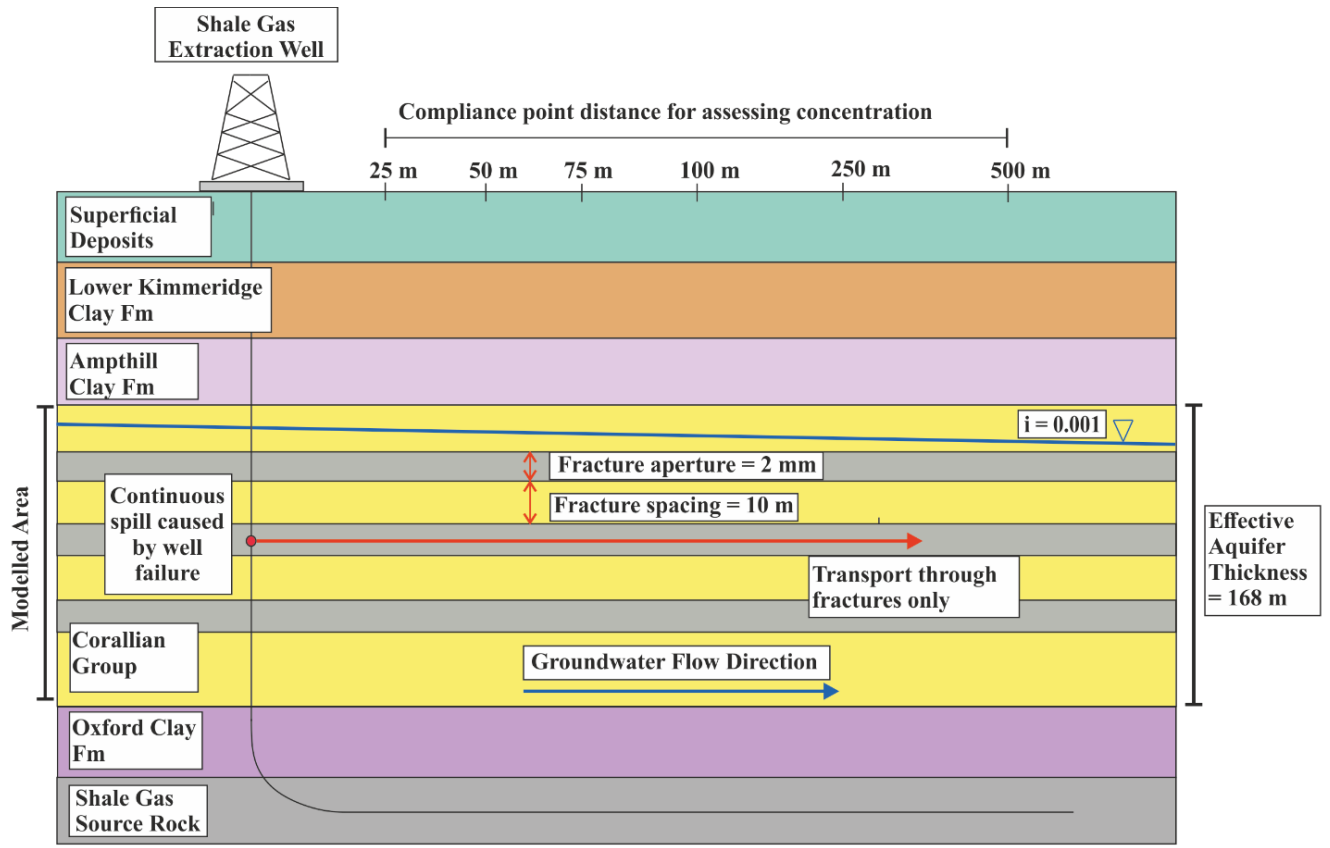 Shale Gas
Extraction Well
Compliance point distance for assessing concentration
25 m
50 m
75 m
100 m
250 m
500 m
Superficial
Deposits
Lower Kimmeridge
Clay Fm
Ampthill
Clay Fm
i = 0.001
Fracture aperture = 2 mm
Fracture spacing = 10 m
Continuous
spill caused
by well
failure
Transport through
fractures only
Effective
Aquifer
Thickness
= 168 m
Modelled Area
Corallian
Group
Groundwater Flow Direction
Oxford Clay
Fm
Shale Gas
Source Rock